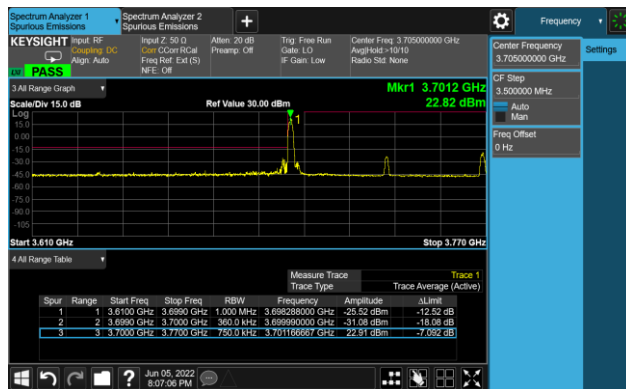 Spectrum Analyzer 1
Spurious Emissions
Spectrum Analyzer 2
Spurious Emissions
Frequency
KEYSIGHT
Input: RF
Coupling: DC
Align: Auto
Input Z: 50 Ω
Corr CCorr RCal
Freq Ref: Ext (S)
NFE: Off
Atten: 20 dB
Preamp: Off
Trig: Free Run
Gate: LO
IF Gain: Low
Center Freq: 3.705000000 GHz
Avg|Hold:>10/10
Radio Std: None
PASS
Center Frequency
3.705000000 GHz
Settings
CF Step
3.500000 MHz
Auto
Man
Freq Offset
0 Hz
3 All Range Graph
Mkr1 3.7012 GHz
Scale/Div 15.0 dB
Ref Value 30.00 dBm
22.82 dBm
Log
1
15.0
0.00
-15.0
-30.0
-45.0
-60.0
-75.0
-90.0
-105
Start 3.610 GHz
Stop 3.770 GHz
4 All Range Table
Measure Trace Trace 1
Trace Type Trace Average (Active)
Spur Range Start Freq Stop Freq RBW Frequency Amplitude ΔLimit
1 1 3.6100 GHz 3.6990 GHz 1.000 MHz 3.698288000 GHz -25.52 dBm -12.52 dB
2 2 3.6990 GHz 3.7000 GHz 360.0 kHz 3.699990000 GHz -31.08 dBm -18.08 dB
3 3 3.7000 GHz 3.7700 GHz 750.0 kHz 3.701166667 GHz 22.91 dBm -7.092 dB
Jun 05, 2022
8:07:06 PM